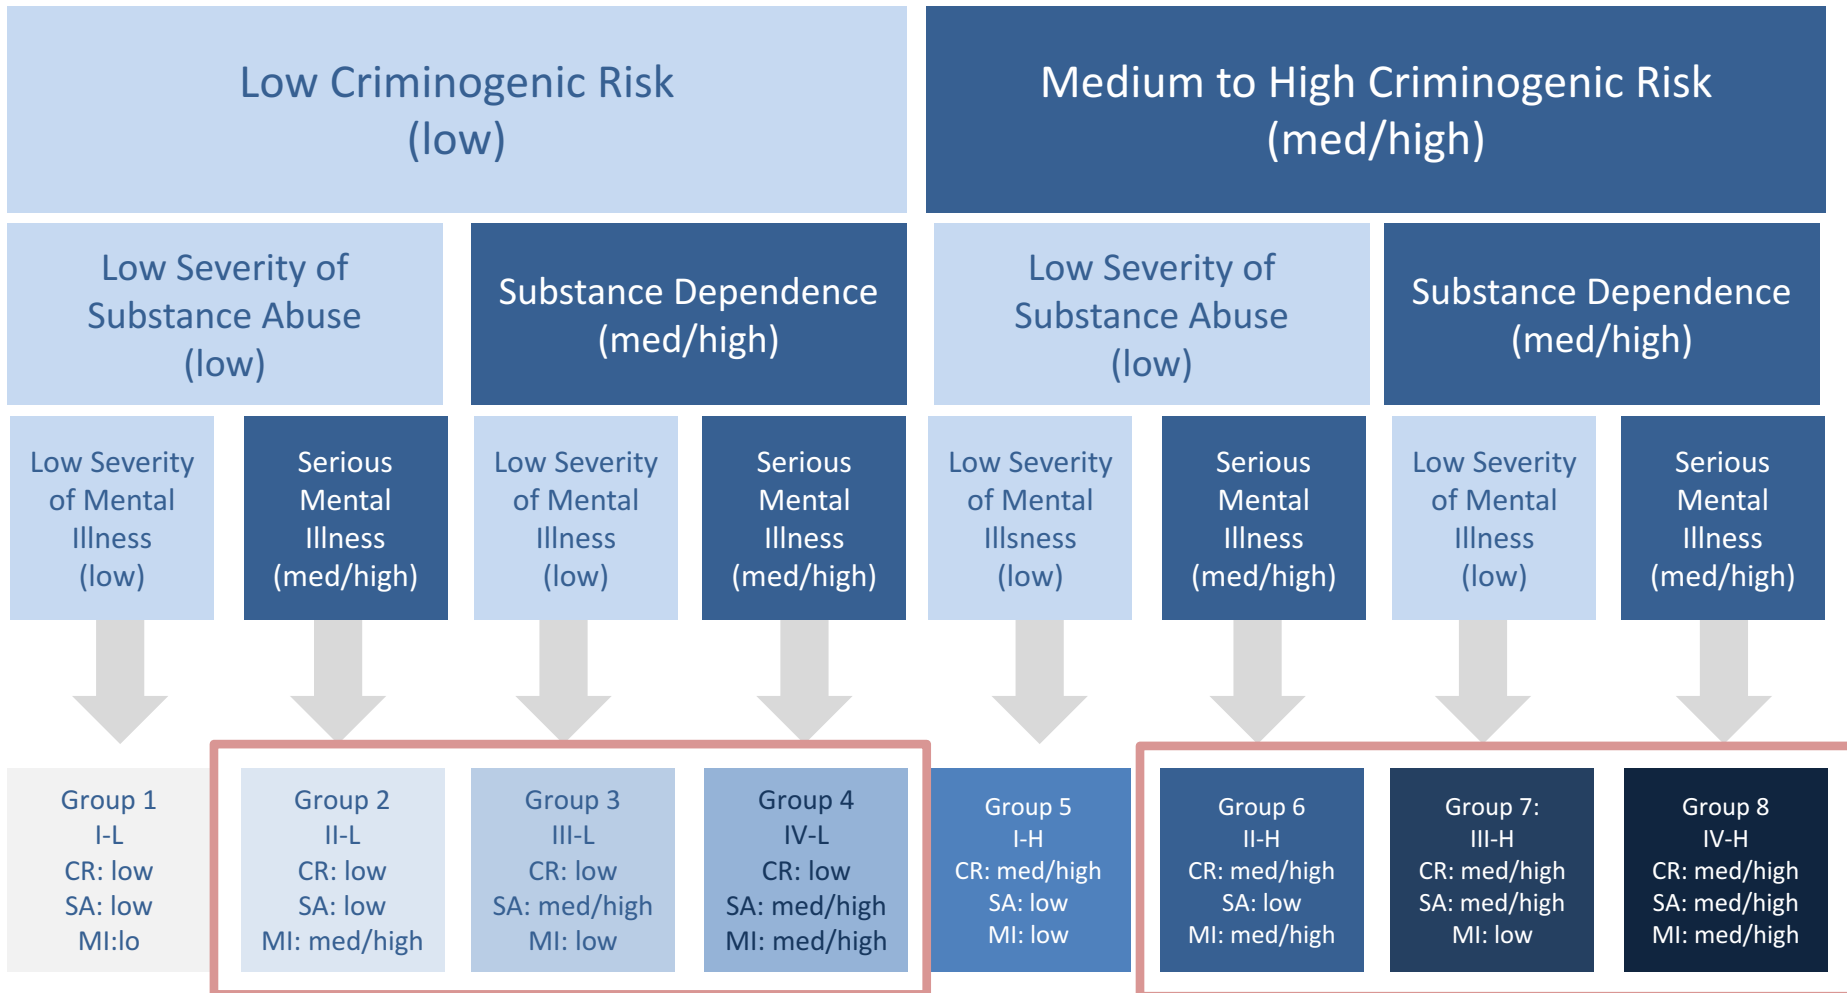 Low Criminogenic Risk
(low)
Medium to High Criminogenic Risk
(med/high)
Low Severity of
Substance Abuse
(low)
Substance Dependence
(med/high)
Low Severity of
Substance Abuse
(low)
Substance Dependence
(med/high)
Low Severity
of Mental
Illness
(low)
Serious
Mental
Illness
(med/high)
Low Severity
of Mental
Illness
(low)
Serious
Mental
Illness
(med/high)
Low Severity
of Mental
Illsness
(low)
Serious
Mental
Illness
(med/high)
Low Severity
of Mental
Illness
(low)
Serious
Mental
Illness
(med/high)
Group 1
I-L
CR: low
SA: low
MI:lo
Group 2
II-L
CR: low
SA: low
MI: med/high
Group 3
III-L
CR: low
SA: med/high
MI: low
Group 4
IV-L
CR: low
SA: med/high
MI: med/high
Group 5
I-H
CR: med/high
SA: low
MI: low
Group 6
II-H
CR: med/high
SA: low
MI: med/high
Group 7:
III-H
CR: med/high
SA: med/high
MI: low
Group 8
IV-H
CR: med/high
SA: med/high
MI: med/high